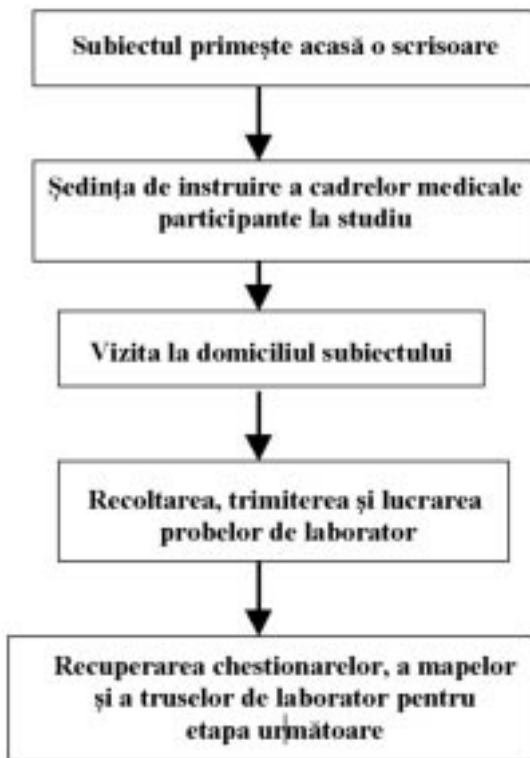 Subiectul primește acasă o scrisoare
Ședința de instruire a cadrelor medicale
participante la studiu
Vizita la domiciliul subiectului
Recoltarea, trimiterea și lucrarea
probelor de laborator
Recuperarea chestionarelor, a mapelor
și a truselor de laborator pentru
etapa următoare